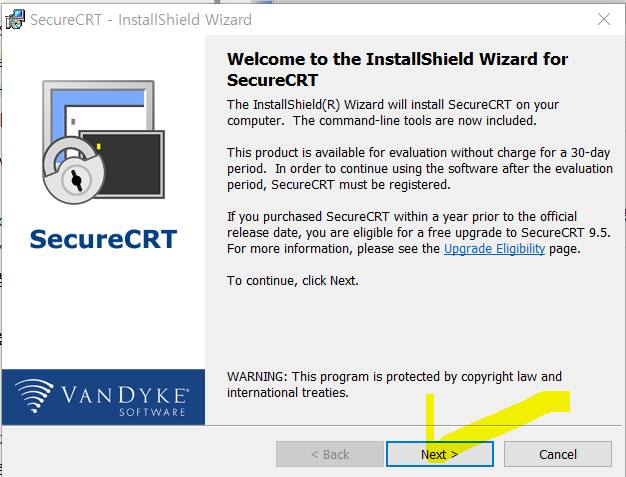 SecureCRT - InstallShield Wizard
Welcome to the InstallShield Wizard for
SecureCRT
The InstallShield(R) Wizard will install SecureCRT on your
computer.  The command-line tools are now included.
This product is available for evaluation without charge for a 30-day
period.  In order to continue using the software after the evaluation
period, SecureCRT must be registered.
If you purchased SecureCRT within a year prior to the official
release date, you are eligible for a free upgrade to SecureCRT 9.5.
For more information, please see the Upgrade Eligibility page.
To continue, click Next.
SecureCRT
WARNING: This program is protected by copyright law and
international treaties.
VANDYKE®
SOFTWARE
< Back
Next >
Cancel